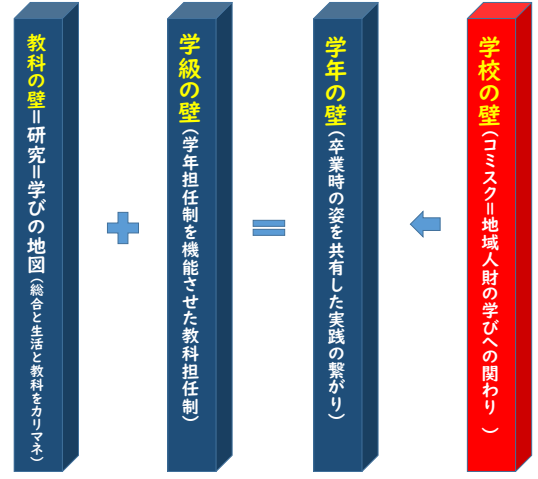 教科の壁＝研究＝学びの地図(総合と生活と教科をカリマネ)
学級の壁(学年担任制を機能させた教科担任制)
学年の壁(卒業時の姿を共有した実践の繋がり)
学校の壁(コミスク＝地域人財の学びへの関わり )